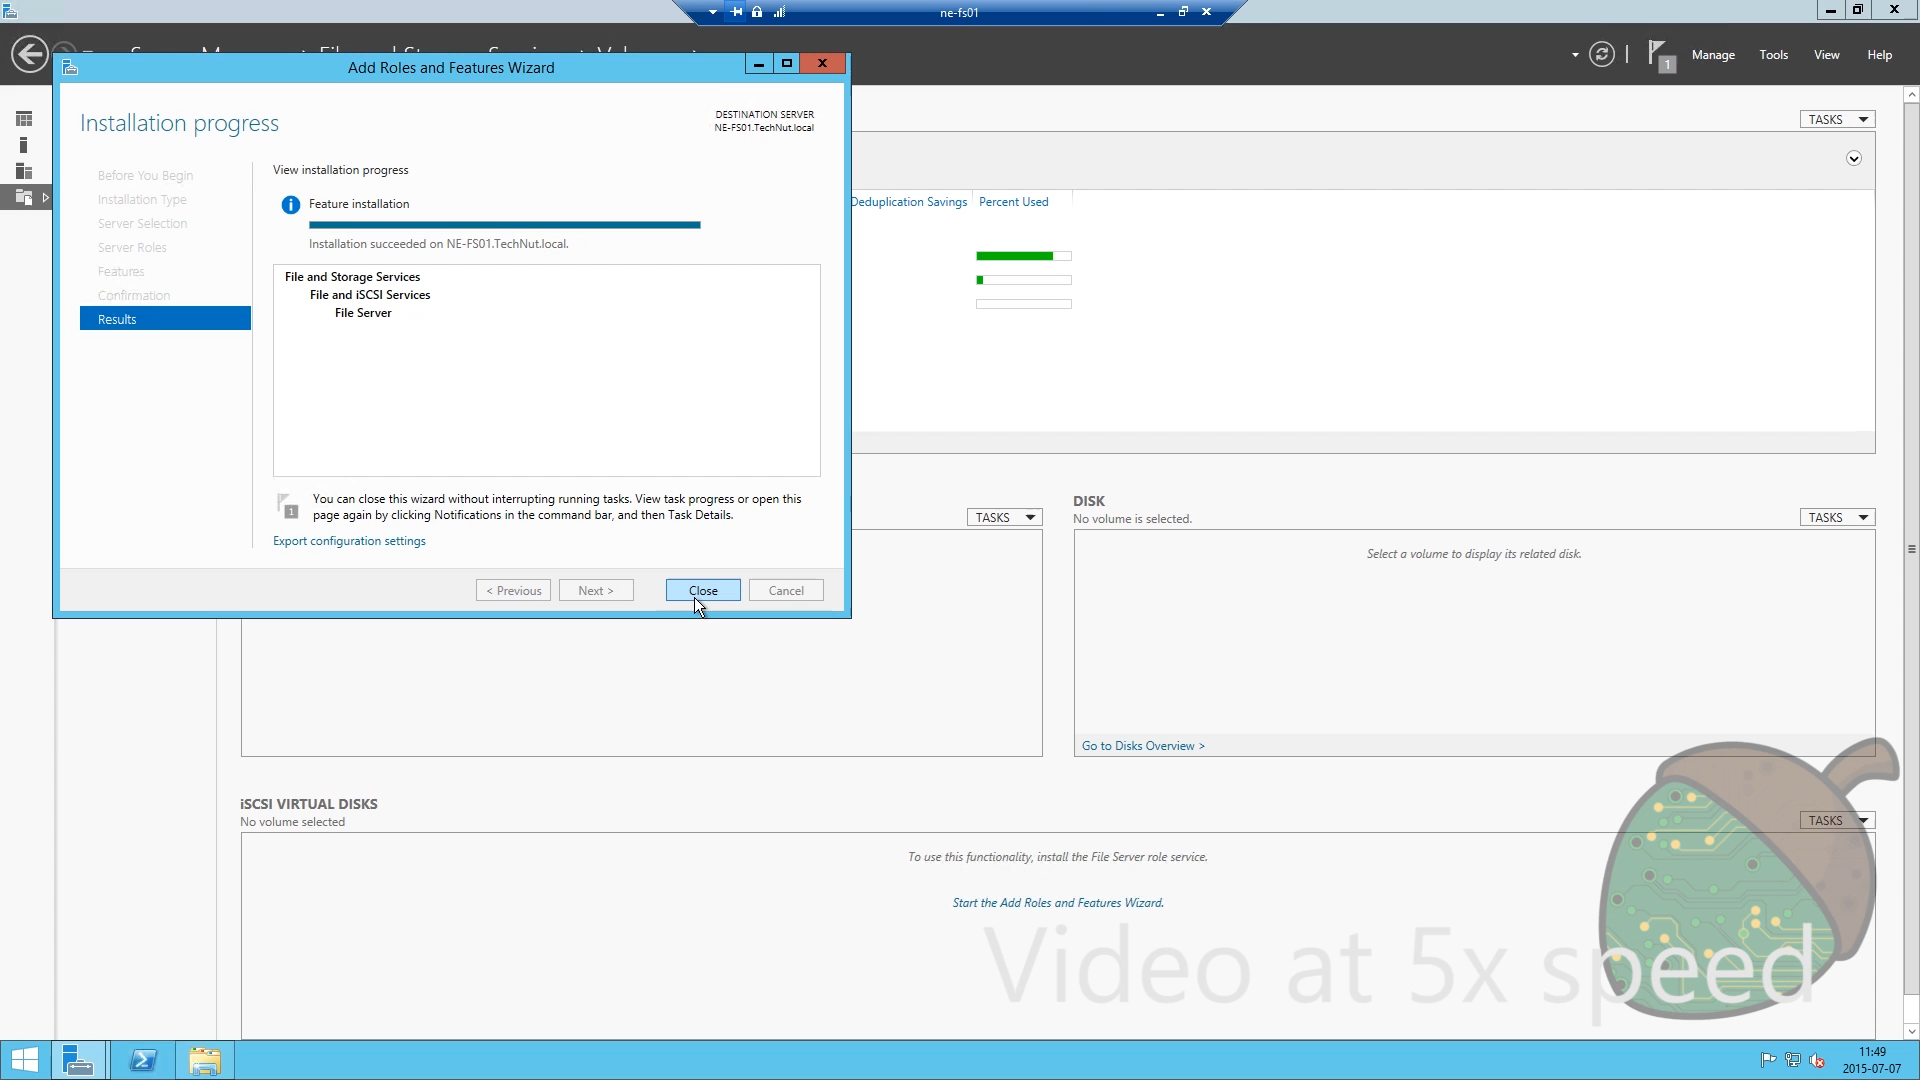 ne-fs01
Manage
Tools
View
Help
1
Add Roles and Features Wizard
Installation progress
DESTINATION SERVER
NE-FS01.TechNut.local
Before You Begin
Installation Type
Server Selection
Server Roles
Features
Confirmation
Results
View installation progress
Feature installation
Installation succeeded on NE-FS01.TechNut.local.
File and Storage Services
File and iSCSI Services
File Server
1
You can close this wizard without interrupting running tasks. View task progress or open this
page again by clicking Notifications in the command bar, and then Task Details.
Export configuration settings
< Previous
Next >
Close
Cancel
TASKS
Deduplication Savings
Percent Used
TASKS
DISK
No volume is selected.
TASKS
Select a volume to display its related disk.
Go to Disks Overview >
iSCSI VIRTUAL DISKS
No volume selected
TASKS
To use this functionality, install the File Server role service.
Start the Add Roles and Features Wizard.
Video at 5x speed
11:49
2015-07-07